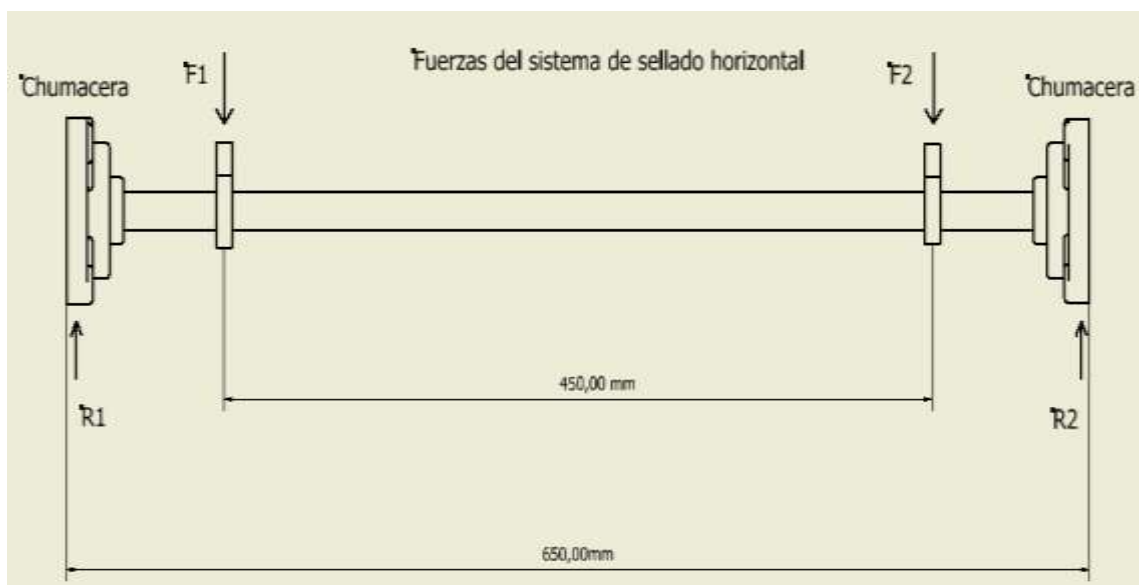 Fuerzas del sistema de sellado horizontal
Chumacera
F1
F2
Chumacera
450,00 mm
R1
R2
650,00mm